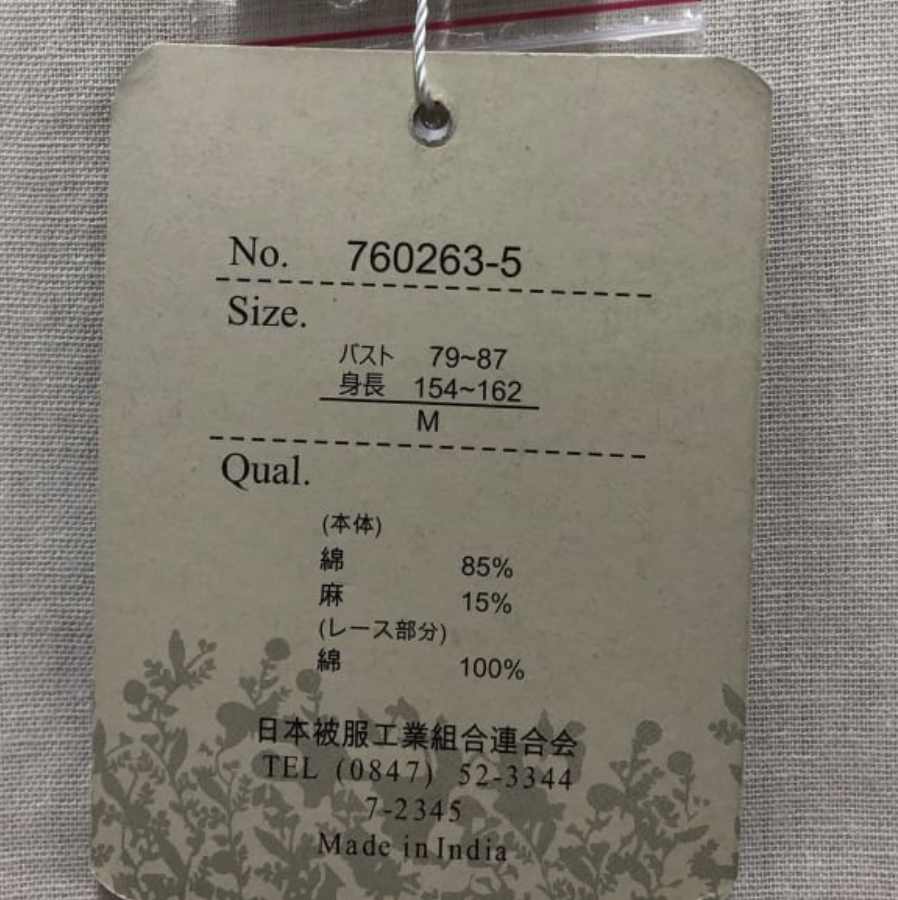 No. 760263-5
Size.
バスト 79~87
身長 154~162
M
Qual.
(本体)
綿 85%
麻 15%
(レース部分)
綿 100%
日本被服工業組合連合会
TEL (0847) 52-3344
7-2345
Made in India